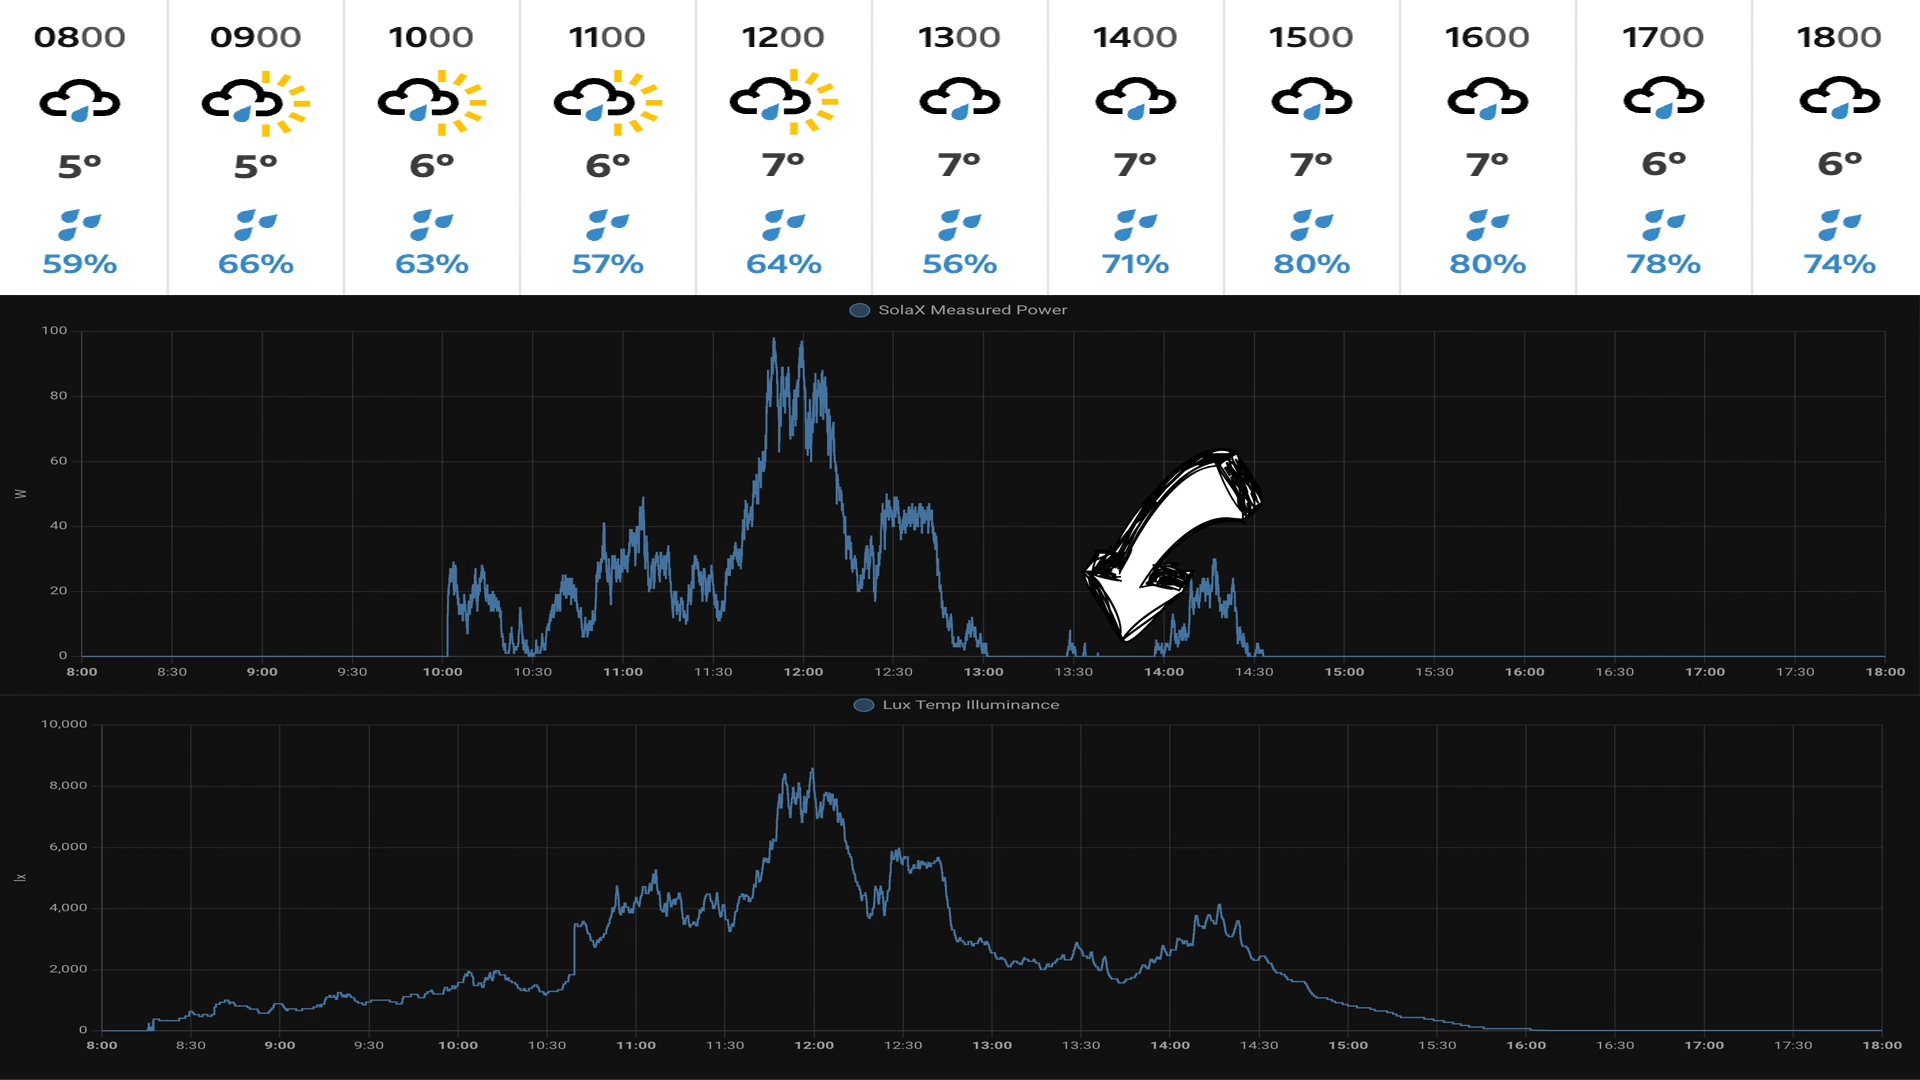 0800 0900 1000 1100 1200 1300 1400 1500 1600 1700 1800
5° 5° 6° 6° 7° 7° 7° 7° 7° 6° 6°
59% 66% 63% 57% 64% 56% 71% 80% 80% 78% 74%
SolaX Measured Power
100
80
60
W
40
20
0
8:00 8:30 9:00 9:30 10:00 10:30 11:00 11:30 12:00 12:30 13:00 13:30 14:00 14:30 15:00 15:30 16:00 16:30 17:00 17:30 18:00
Lux Temp Illuminance
10,000
8,000
6,000
lx
4,000
2,000
0
8:00 8:30 9:00 9:30 10:00 10:30 11:00 11:30 12:00 12:30 13:00 13:30 14:00 14:30 15:00 15:30 16:00 16:30 17:00 17:30 18:00